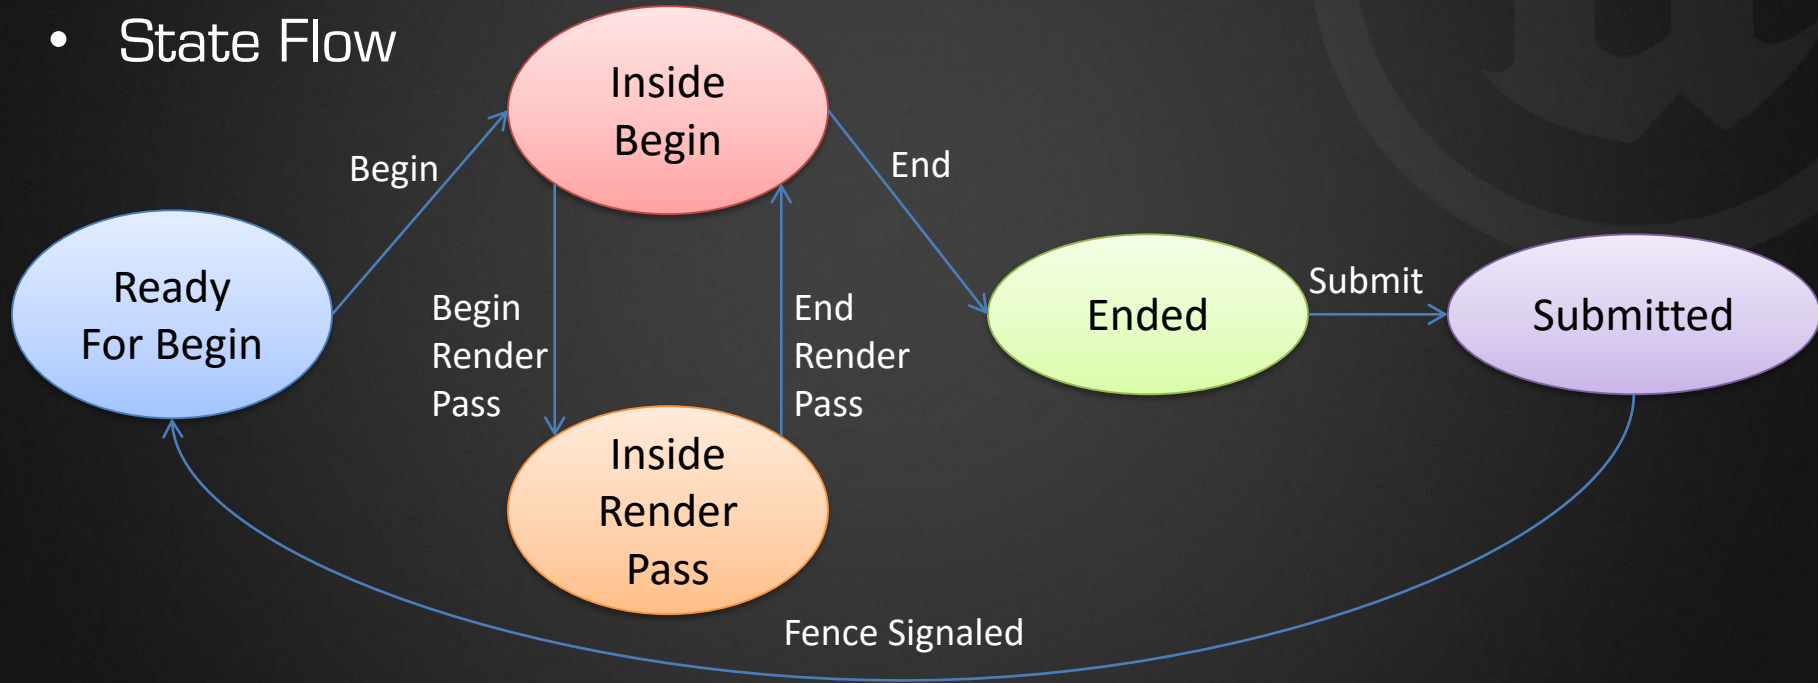 • State Flow
Inside
Begin
Begin
End
Ready
For Begin
Begin
Render
Pass
End
Render
Pass
Ended
Submit
Submitted
Inside
Render
Pass
Fence Signaled